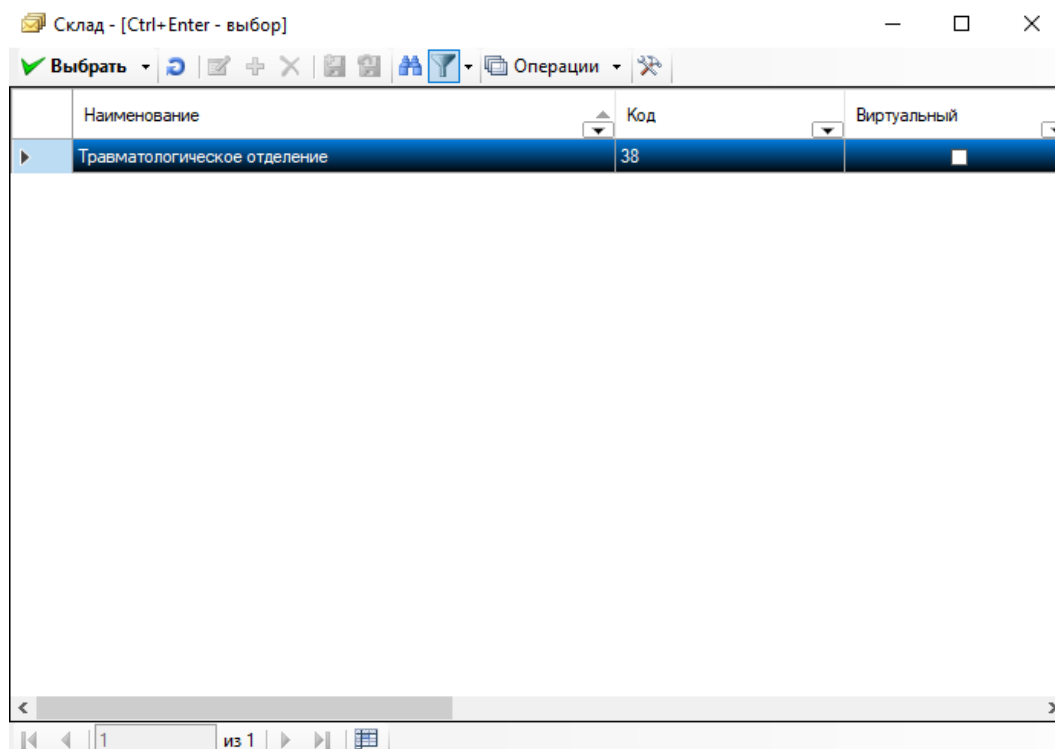 Склад - [Ctrl+Enter - выбор]
Выбрать Операции
Наименование Код Виртуальный
Травматологическое отделение 38
1 из 1